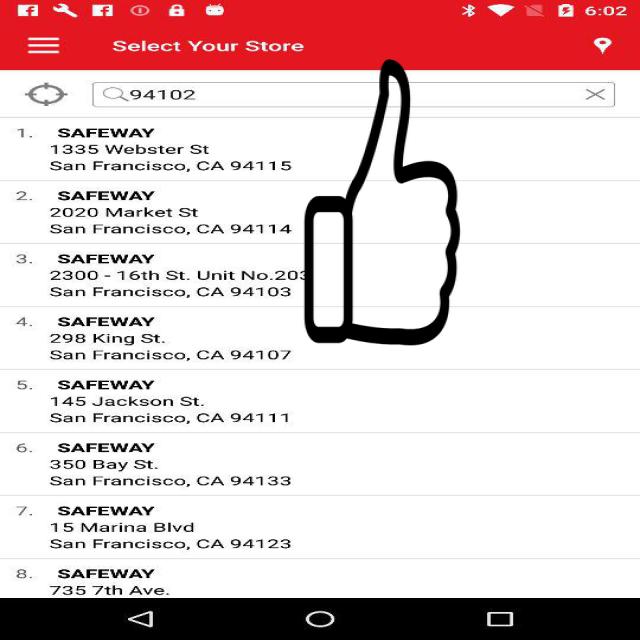 6:02
Select Your Store
94102
1. SAFEWAY
1335 Webster St
San Francisco, CA 94115
2. SAFEWAY
2020 Market St
San Francisco, CA 94114
3. SAFEWAY
2300 - 16th St. Unit No.203
San Francisco, CA 94103
4. SAFEWAY
298 King St.
San Francisco, CA 94107
5. SAFEWAY
145 Jackson St.
San Francisco, CA 94111
6. SAFEWAY
350 Bay St.
San Francisco, CA 94133
7. SAFEWAY
15 Marina Blvd
San Francisco, CA 94123
8. SAFEWAY
735 7th Ave.